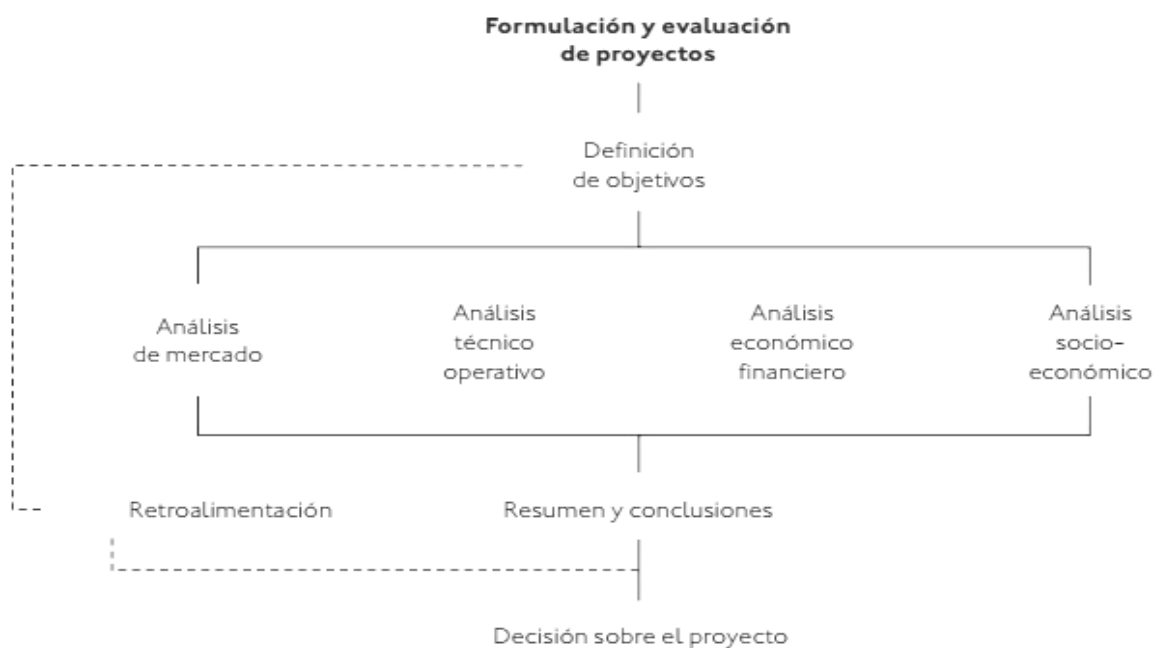 Formulación y evaluación
de proyectos
Definición
de objetivos
Análisis
de mercado
Análisis
técnico
operativo
Análisis
económico
financiero
Análisis
socio-
económico
Retroalimentación
Resumen y conclusiones
Decisión sobre el proyecto